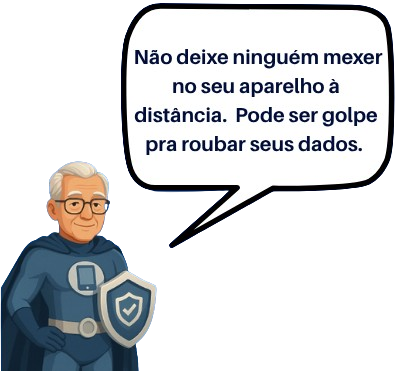 Não deixe ninguém mexer
no seu aparelho à
distância.  Pode ser golpe
pra roubar seus dados.